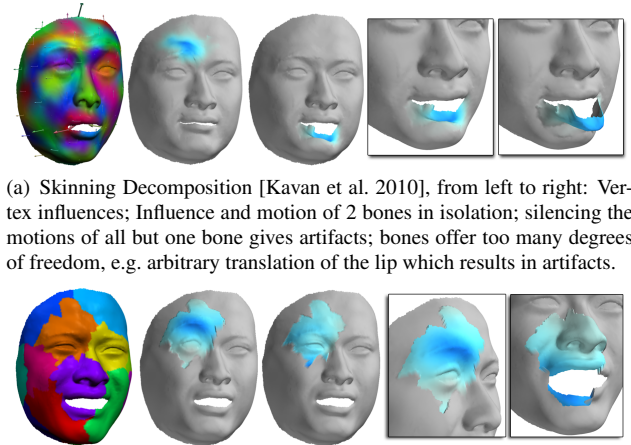 (a) Skinning Decomposition [Kavan et al. 2010], from left to right: Ver-
tex influences; Influence and motion of 2 bones in isolation; silencing the
motions of all but one bone gives artifacts; bones offer too many degrees
of freedom, e.g. arbitrary translation of the lip which results in artifacts.